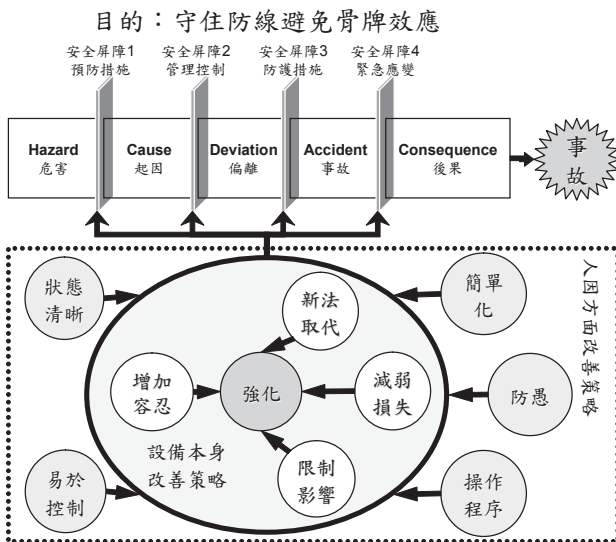 目的：守住防線避免骨牌效應
安全屏障1
預防措施
安全屏障2
管理控制
安全屏障3
防護措施
安全屏障4
緊急應變
Hazard
危害
Cause
起因
Deviation
偏離
Accident
事故
Consequence
後果
事
故
狀態
清晰
新法
取代
簡單
化
人因方面改善策略
增加
容忍
強化
減弱
損失
防愚
設備本身
改善策略
限制
影響
易於
控制
操作
程序